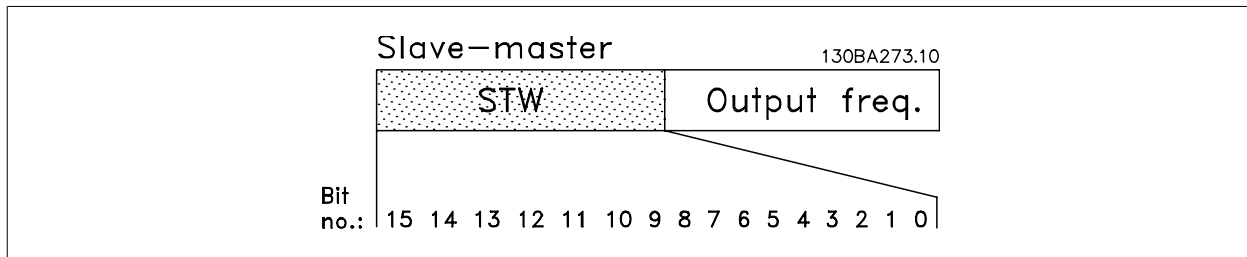 Slave-master 130BA273.10
STW Output freq.
Bit
no.: 15 14 13 12 11 10 9 8 7 6 5 4 3 2 1 0